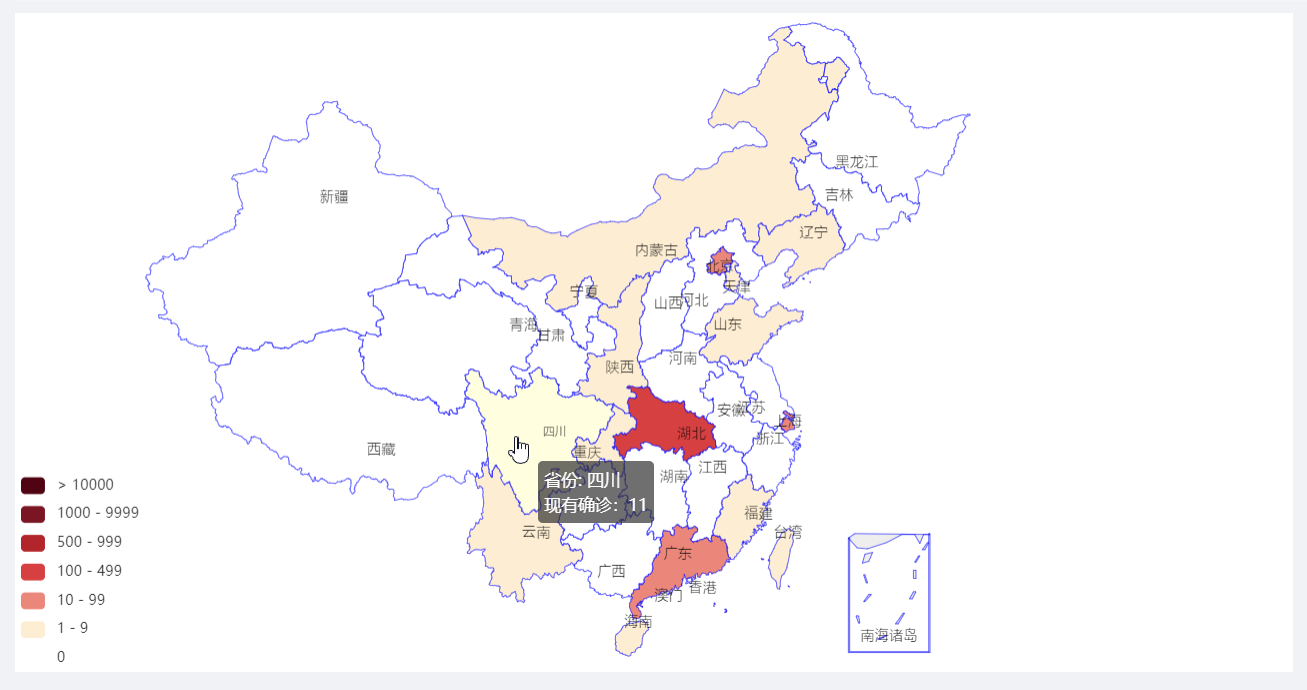 黑龙江
吉林
新疆
辽宁
内蒙古
北京
天津
宁夏
山西
河北
青海
甘肃
山东
河南
陕西
安徽
江苏
上海
四川
湖北
浙江
西藏
重庆
江西
湖南
省份: 四川
现有确诊：11
福建
云南
台湾
广东
广西
香港
澳门
海南
南海诸岛
> 10000
1000 - 9999
500 - 999
100 - 499
10 - 99
1 - 9
0